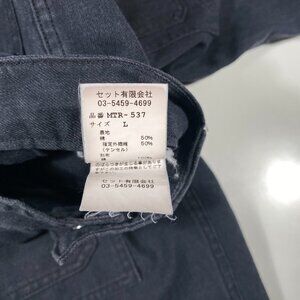 セット有限会社
03-5459-4699
品番 MTR-537
サイズ L
表地
綿 50%
指定外繊維 50%
(テンセル)
セット有限会社
03-5459-4699